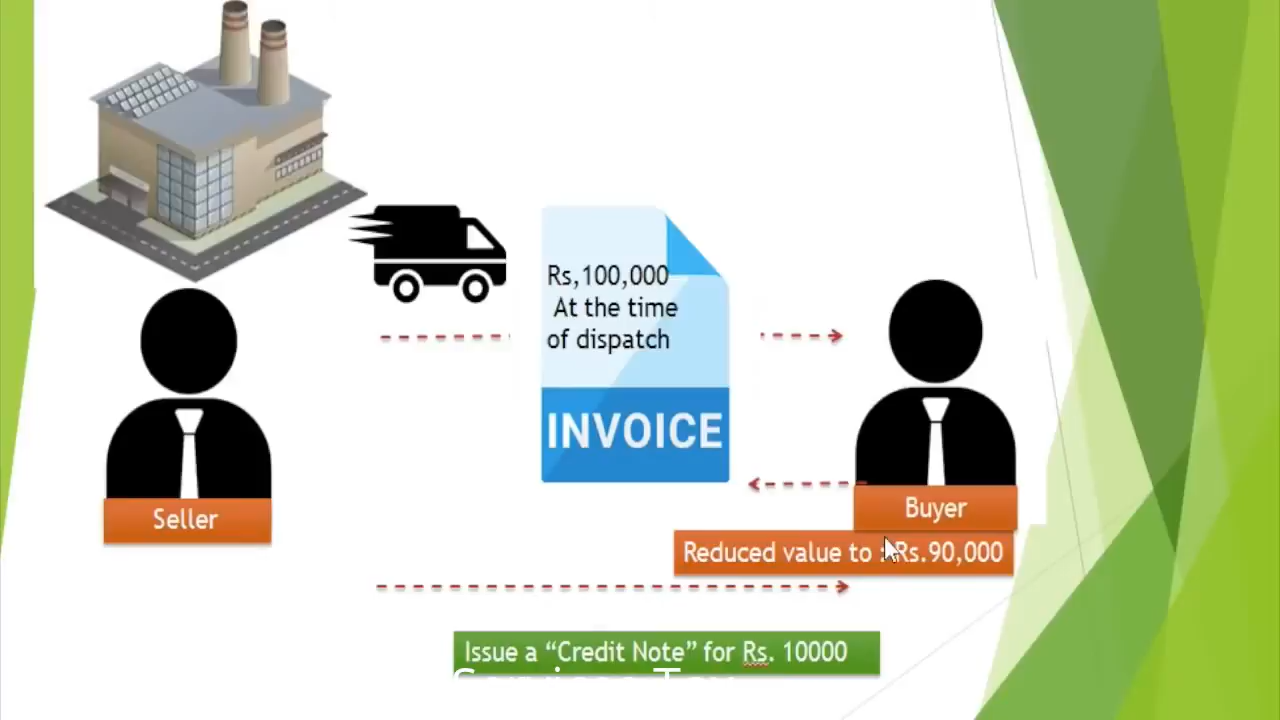 Rs,100,000
At the time
of dispatch
INVOICE
Seller
Buyer
Reduced value to : Rs.90,000
Issue a “Credit Note” for Rs. 10000